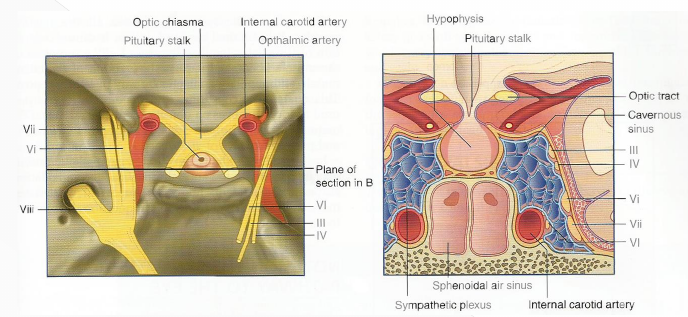 Optic chiasma
Internal carotid artery
Pituitary stalk
Opthalmic artery
Vii
Vi
Viii
Plane of
section in B
VI
III
IV
Hypophysis
Pituitary stalk
Optic tract
Cavernous
sinus
III
IV
Vi
Vii
VI
Sphenoidal air sinus
Sympathetic plexus
Internal carotid artery